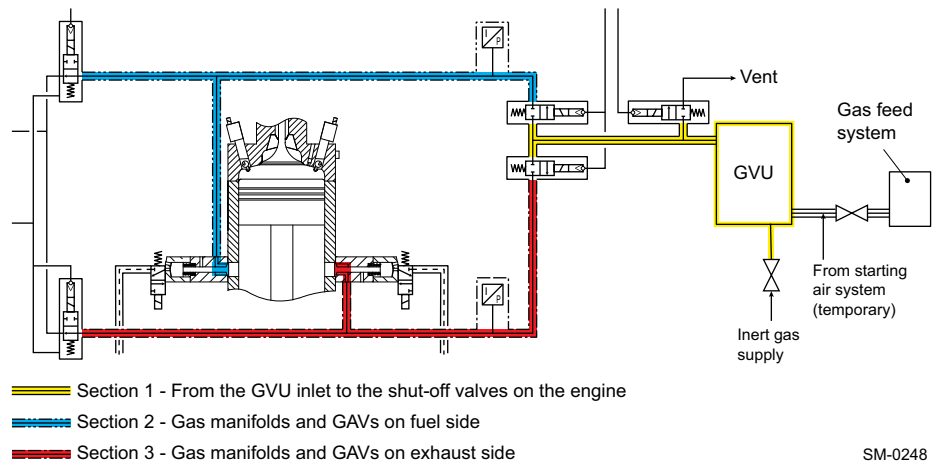 I
P
Vent
Gas feed
system
GVU
From starting
air system
(temporary)
I
P
Inert gas
supply
Section 1 - From the GVU inlet to the shut-off valves on the engine
Section 2 - Gas manifolds and GAVs on fuel side
Section 3 - Gas manifolds and GAVs on exhaust side
SM-0248